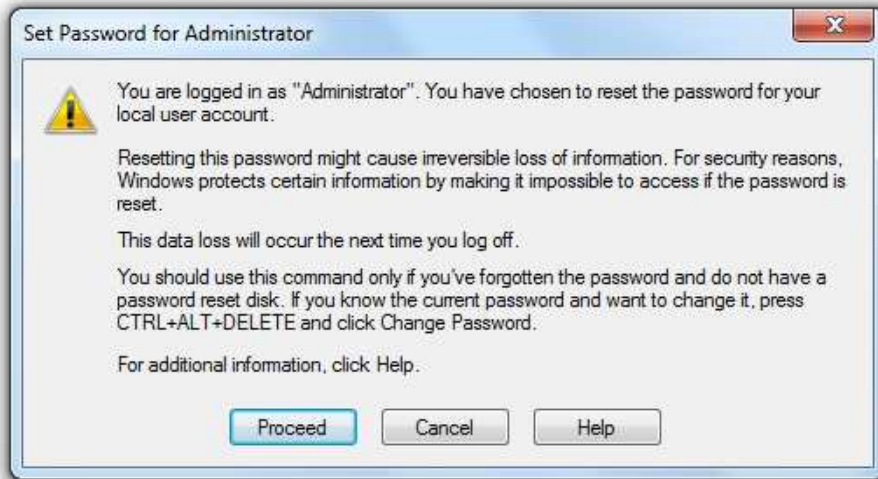 Set Password for Administrator
You are logged in as "Administrator". You have chosen to reset the password for your
local user account.
Resetting this password might cause irreversible loss of information. For security reasons,
Windows protects certain information by making it impossible to access if the password is
reset.
This data loss will occur the next time you log off.
You should use this command only if you've forgotten the password and do not have a
password reset disk. If you know the current password and want to change it, press
CTRL+ALT+DELETE and click Change Password.
For additional information, click Help.
Proceed Cancel Help